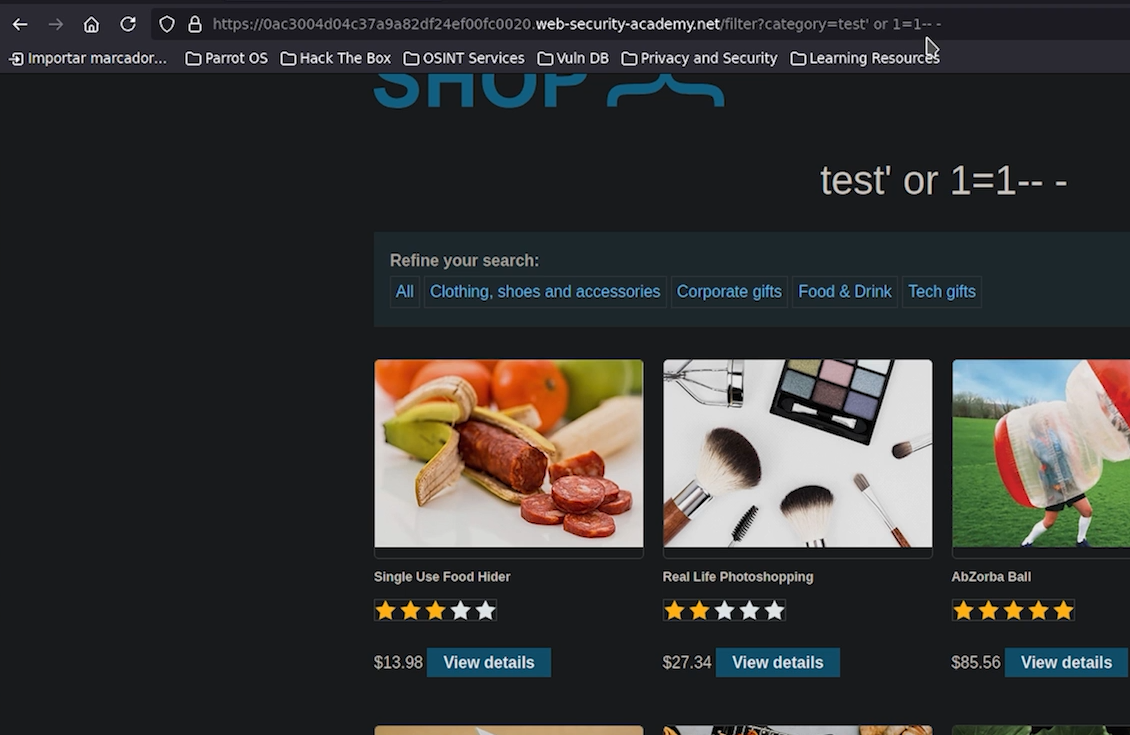 https://0ac3004d04c37a9a82df24ef00fc0020.web-security-academy.net/filter?category=test' or 1=1-- -
Importar marcador... Parrot OS Hack The Box OSINT Services Vuln DB Privacy and Security Learning Resources
SHOP
test' or 1=1-- -
Refine your search:
All Clothing, shoes and accessories Corporate gifts Food & Drink Tech gifts
Single Use Food Hider Real Life Photoshopping AbZorba Ball
$13.98 View details $27.34 View details $85.56 View details